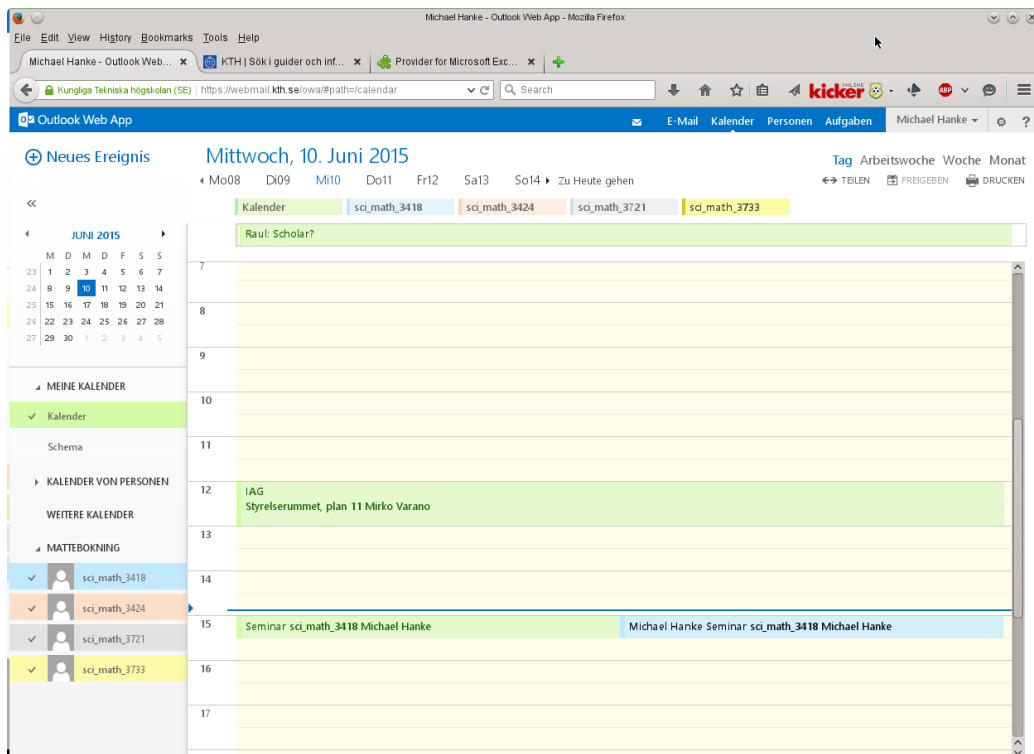 Michael Hanke - Outlook Web App - Mozilla Firefox
File Edit View History Bookmarks Tools Help
Michael Hanke - Outlook Web... × KTH | Sök i guider och inf... × Provider for Microsoft Exc... ×
Kungliga Tekniska högskolan (SE) https://webmail.kth.se/owa/#path=/calendar Search kicker ONLINE ABP
Outlook Web App E-Mail Kalender Personen Aufgaben Michael Hanke ?
Neues Ereignis
Mittwoch, 10. Juni 2015
Tag Arbeitswoche Woche Monat
Mo08 Di09 Mi10 Do11 Fr12 Sa13 So14 Zu Heute gehen
TEILEN FREIGEBEN DRUCKEN
Kalender sci_math_3418 sci_math_3424 sci_math_3721 sci_math_3733
Raul: Scholar?
JUNI 2015
M D M D F S S
23 1 2 3 4 5 6 7
24 8 9 10 11 12 13 14
25 15 16 17 18 19 20 21
26 22 23 24 25 26 27 28
27 29 30 1 2 3 4 5
MEINE KALENDER
Kalender
Schema
KALENDER VON PERSONEN
WEITERE KALENDER
MATTEBOKNING
sci_math_3418
sci_math_3424
sci_math_3721
sci_math_3733
7
8
9
10
11
12 IAG
Styrelserummet, plan 11 Mirko Varano
13
14
15 Seminar sci_math_3418 Michael Hanke Michael Hanke Seminar sci_math_3418 Michael Hanke
16
17